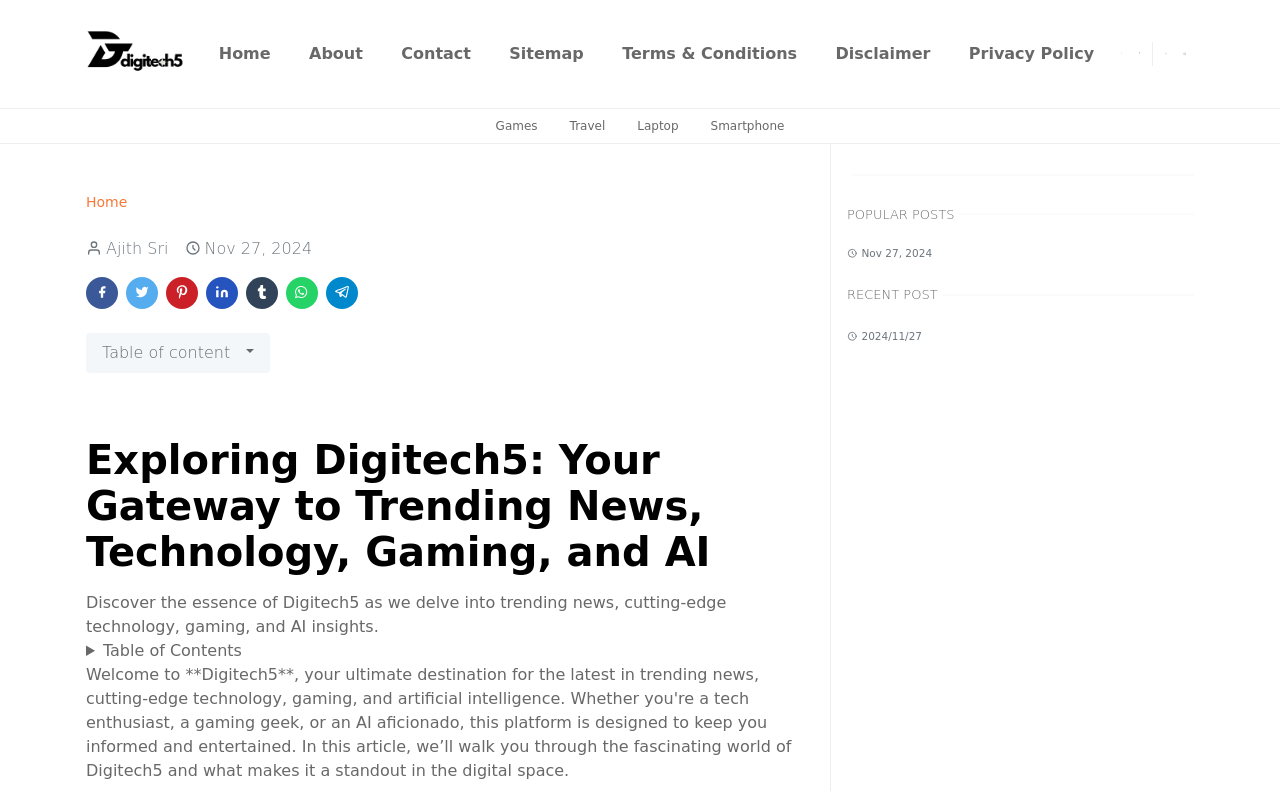 digitech5
Home About Contact Sitemap Terms & Conditions Disclaimer Privacy Policy
Games Travel Laptop Smartphone
Home
Ajith Sri Nov 27, 2024
Table of content
Exploring Digitech5: Your
Gateway to Trending News,
Technology, Gaming, and AI
Discover the essence of Digitech5 as we delve into trending news, cutting-edge
technology, gaming, and AI insights.
Table of Contents
Welcome to **Digitech5**, your ultimate destination for the latest in trending news,
cutting-edge technology, gaming, and artificial intelligence. Whether you're a tech
enthusiast, a gaming geek, or an AI aficionado, this platform is designed to keep you
informed and entertained. In this article, we’ll walk you through the fascinating world of
Digitech5 and what makes it a standout in the digital space.
POPULAR POSTS
Nov 27, 2024
RECENT POST
2024/11/27